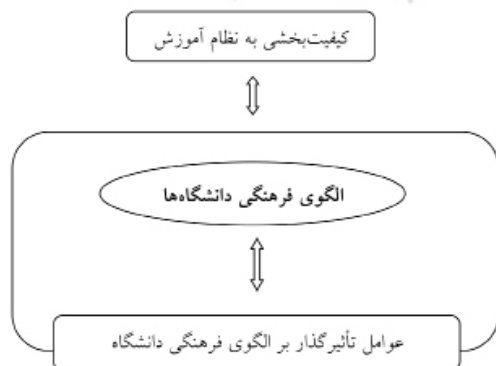 کیفیت‌بخشی به نظام آموزش
الگوی فرهنگی دانشگاه‌ها
عوامل تأثیرگذار بر الگوی فرهنگی دانشگاه